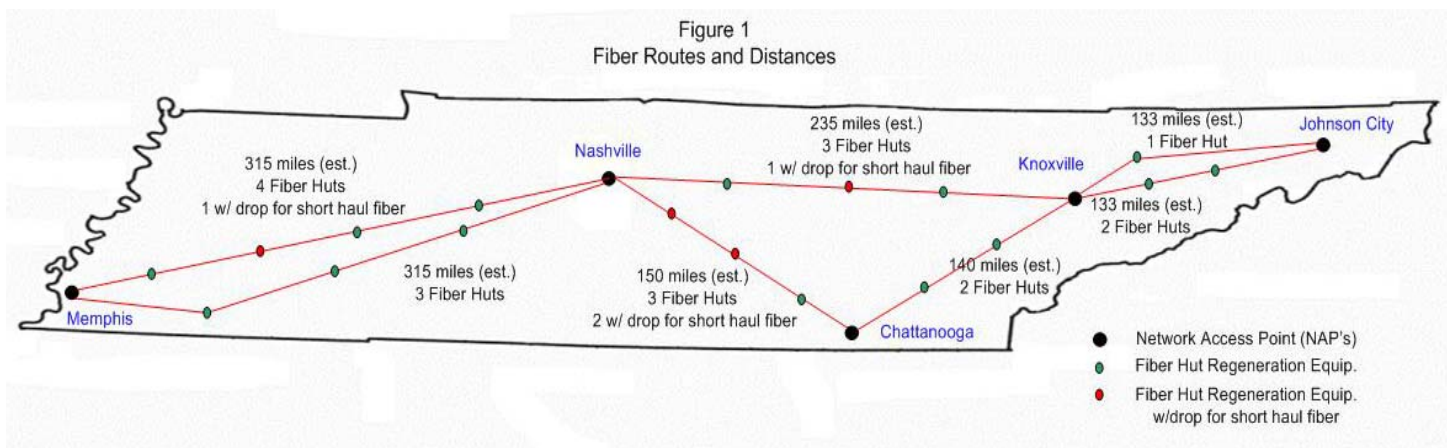 Figure 1
Fiber Routes and Distances
315 miles (est.)
4 Fiber Huts
1 w/ drop for short haul fiber
Nashville
235 miles (est.)
3 Fiber Huts
1 w/ drop for short haul fiber
Knoxville
133 miles (est.)
1 Fiber Hut
Johnson City
133 miles (est.)
2 Fiber Huts
Memphis
315 miles (est.)
3 Fiber Huts
150 miles (est.)
3 Fiber Huts
2 w/ drop for short haul fiber
140 miles (est.)
2 Fiber Huts
Chattanooga
Network Access Point (NAP's)
Fiber Hut Regeneration Equip.
Fiber Hut Regeneration Equip.
w/drop for short haul fiber